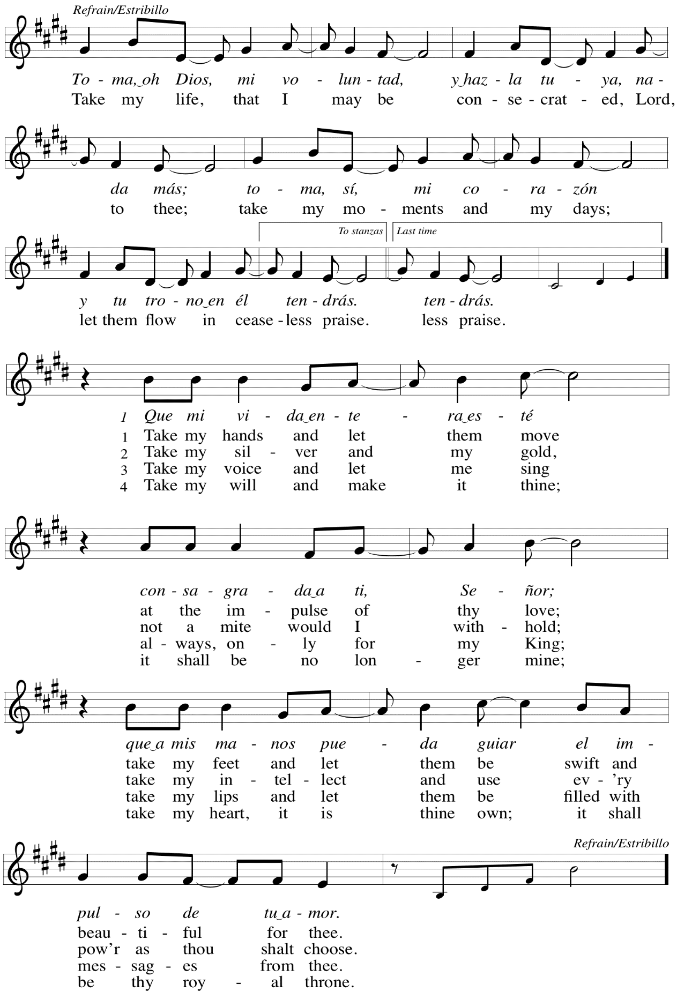 Refrain/Estribillo
To - ma, oh Dios, mi vo - lun - tad, y haz - la tu - ya, na -
Take my life, that I may be con - se - crat - ed, Lord,
da más; to - ma, sí, mi co - ra - zón
to thee; take my mo - ments and my days;
To stanzas Last time
y tu tro - no en él ten - drás. ten - drás.
let them flow in cease - less praise. less praise.
1 Que mi vi - da en - te - ra es - té
1 Take my hands and let them move
2 Take my sil - ver and my gold,
3 Take my voice and let me sing
4 Take my will and make it thine;
con - sa - gra - da a ti, Se - ñor;
at the im - pulse of thy love;
not a mite would I with - hold;
al - ways, on - ly for my King;
it shall be no lon - ger mine;
que a mis ma - nos pue - da guiar el im -
take my feet and let them be swift and
take my in - tel - lect and use ev - 'ry
take my lips and let them be filled with
take my heart, it is thine own; it shall
Refrain/Estribillo
pul - so de tu a - mor.
beau - ti - ful for thee.
pow'r as thou shalt choose.
mes - sag - es from thee.
be thy roy - al throne.